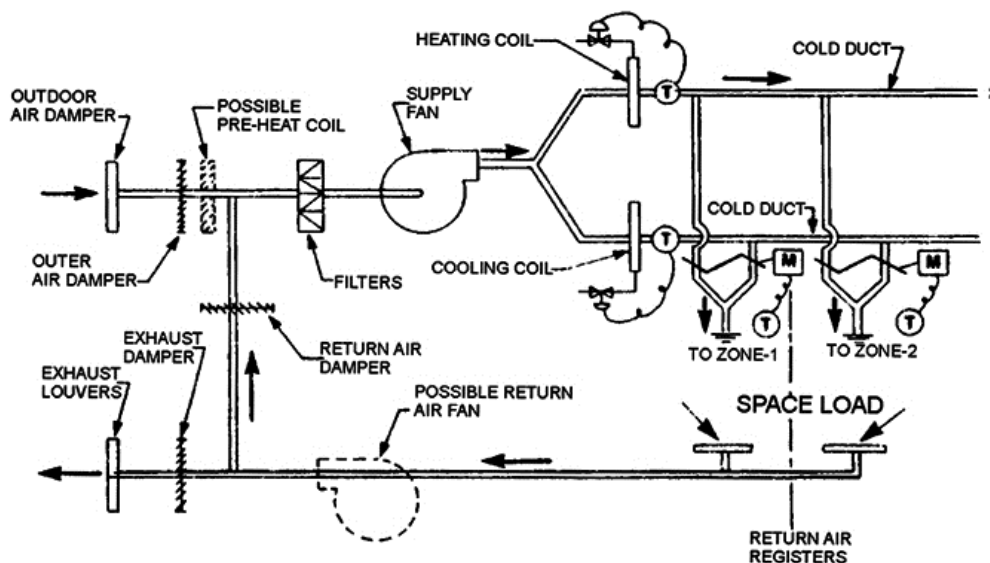 HEATING COIL
COLD DUCT
OUTDOOR
AIR DAMPER
POSSIBLE
PRE-HEAT COIL
SUPPLY
FAN
T
COLD DUCT
OUTER
AIR DAMPER
FILTERS
COOLING COIL
T
M
M
T
T
TO ZONE-1
TO ZONE-2
EXHAUST
DAMPER
RETURN AIR
DAMPER
EXHAUST
LOUVERS
POSSIBLE RETURN
AIR FAN
SPACE LOAD
RETURN AIR
REGISTERS